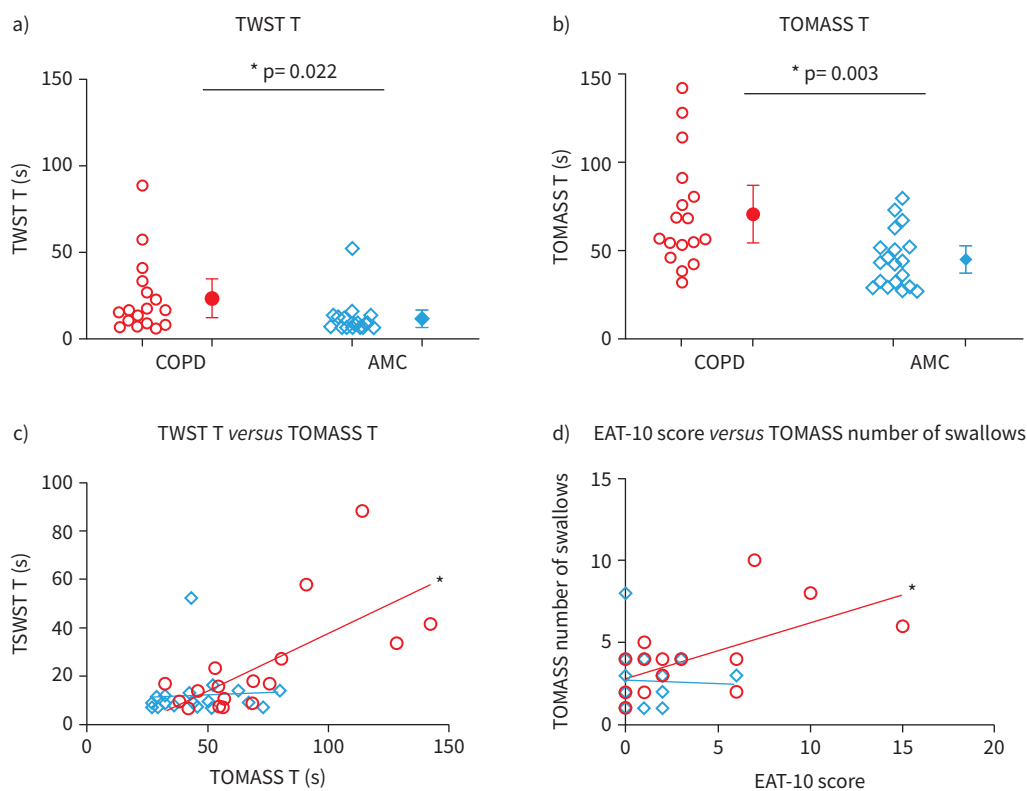 a) TWST T
* p= 0.022
150
100
50
0
TWST T (s)
COPD AMC
b) TOMASS T
* p= 0.003
150
100
50
0
TOMASS T (s)
COPD AMC
c) TWST T versus TOMASS T
100
80
60
40
20
0
TSWST T (s)
*
0 50 100 150
TOMASS T (s)
d) EAT-10 score versus TOMASS number of swallows
15
10
5
0
TOMASS number of swallows
*
0 5 10 15 20
EAT-10 score